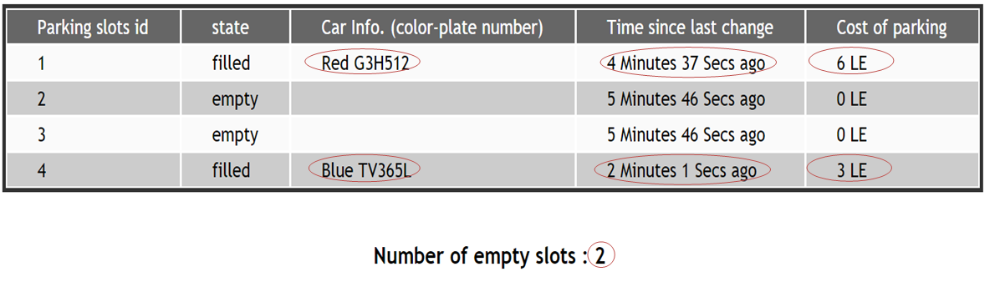 Parking slots id state Car Info. (color-plate number) Time since last change Cost of parking
1 filled Red G3H512 4 Minutes 37 Secs ago 6 LE
2 empty 5 Minutes 46 Secs ago 0 LE
3 empty 5 Minutes 46 Secs ago 0 LE
4 filled Blue TV365L 2 Minutes 1 Secs ago 3 LE
Number of empty slots : 2